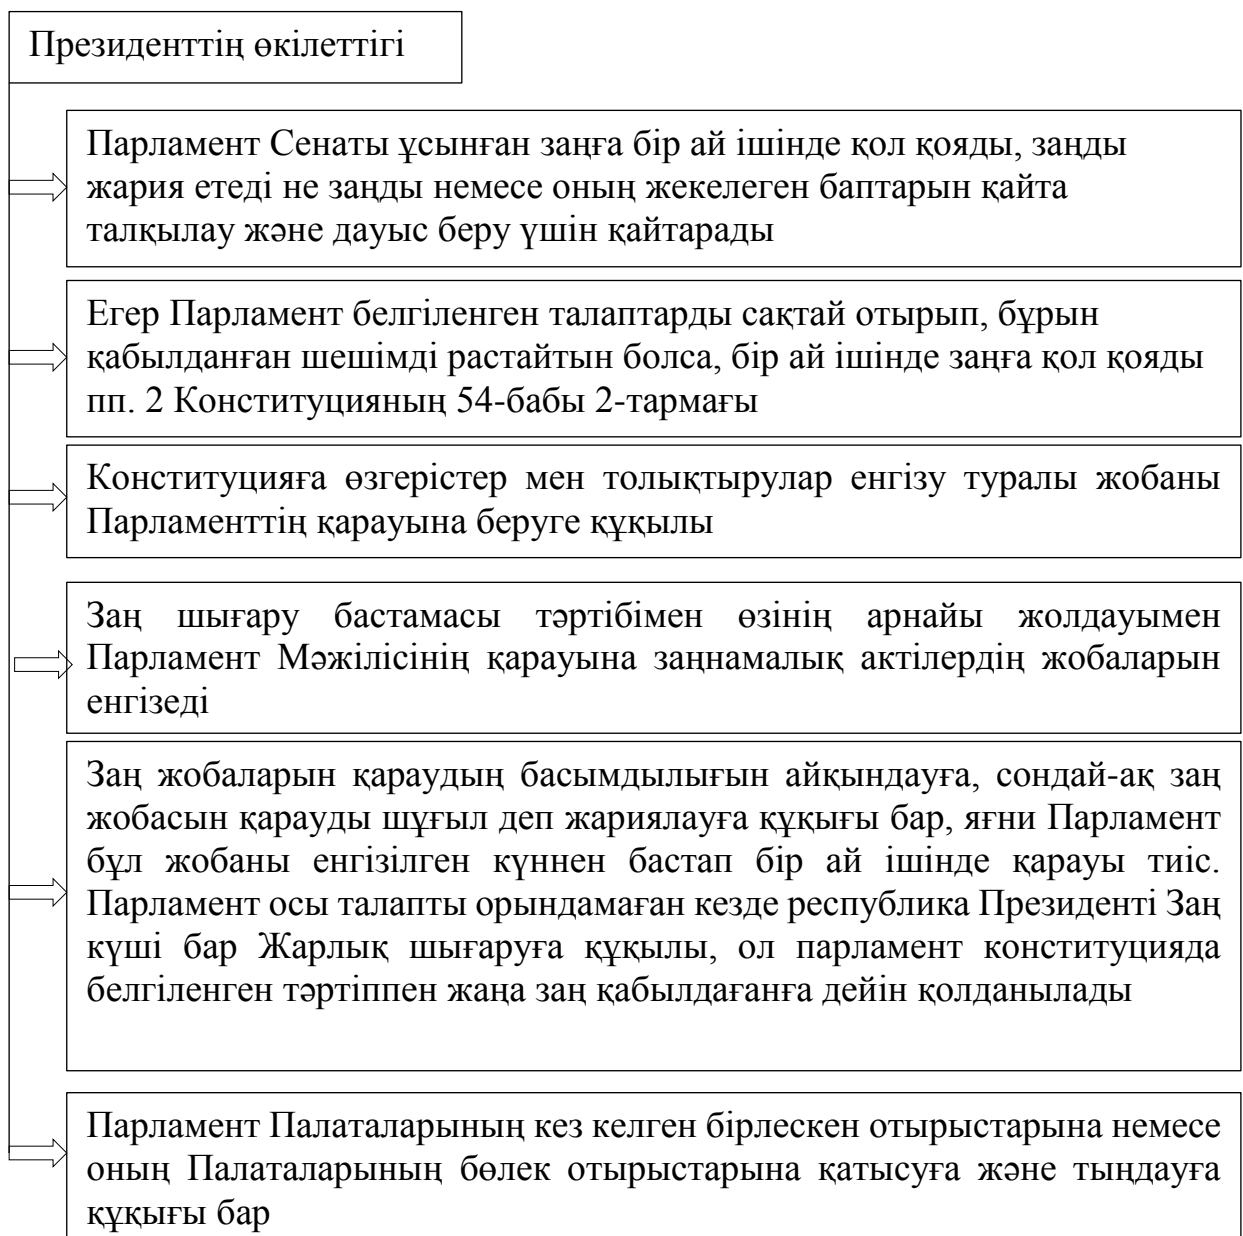 Президенттің өкілеттігі
Парламент Сенаты ұсынған заңға бір ай ішінде қол қояды, заңды
жария етеді не заңды немесе оның жекелеген баптарын қайта
талқылау және дауыс беру үшін қайтарады
Егер Парламент белгіленген талаптарды сақтай отырып, бұрын
қабылданған шешімді растайтын болса, бір ай ішінде заңға қол қояды
пп. 2 Конституцияның 54-бабы 2-тармағы
Конституцияға өзгерістер мен толықтырулар енгізу туралы жобаны
Парламенттің қарауына беруге құқылы
Заң шығару бастамасы тәртібімен өзінің арнайы жолдауымен
Парламент Мәжілісінің қарауына заңнамалық актілердің жобаларын
енгізеді
Заң жобаларын қараудың басымдылығын айқындауға, сондай-ақ заң
жобасын қарауды шұғыл деп жариялауға құқығы бар, яғни Парламент
бұл жобаны енгізілген күннен бастап бір ай ішінде қарауы тиіс.
Парламент осы талапты орындамаған кезде республика Президенті Заң
күші бар Жарлық шығаруға құқылы, ол парламент конституцияда
белгіленген тәртіппен жаңа заң қабылдағанға дейін қолданылады
Парламент Палаталарының кез келген бірлескен отырыстарына немесе
оның Палаталарының бөлек отырыстарына қатысуға және тыңдауға
құқығы бар